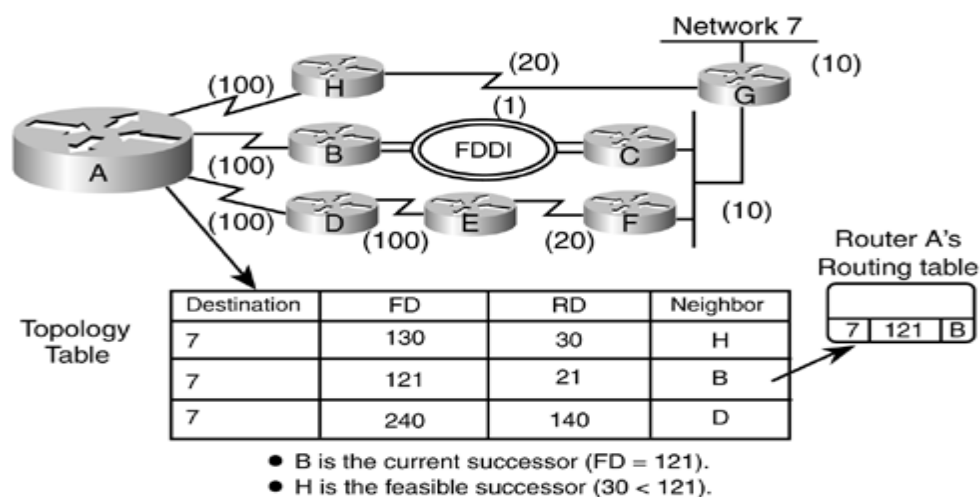 Network 7
(20)
(10)
(100)
H
G
(1)
A
B
FDDI
C
(100)
(10)
D
E
F
(100)
(100)
(20)
Router A's
Routing table
7 121 B
Topology
Table
Destination FD RD Neighbor
7 130 30 H
7 121 21 B
7 240 140 D
● B is the current successor (FD = 121).
● H is the feasible successor (30 < 121).